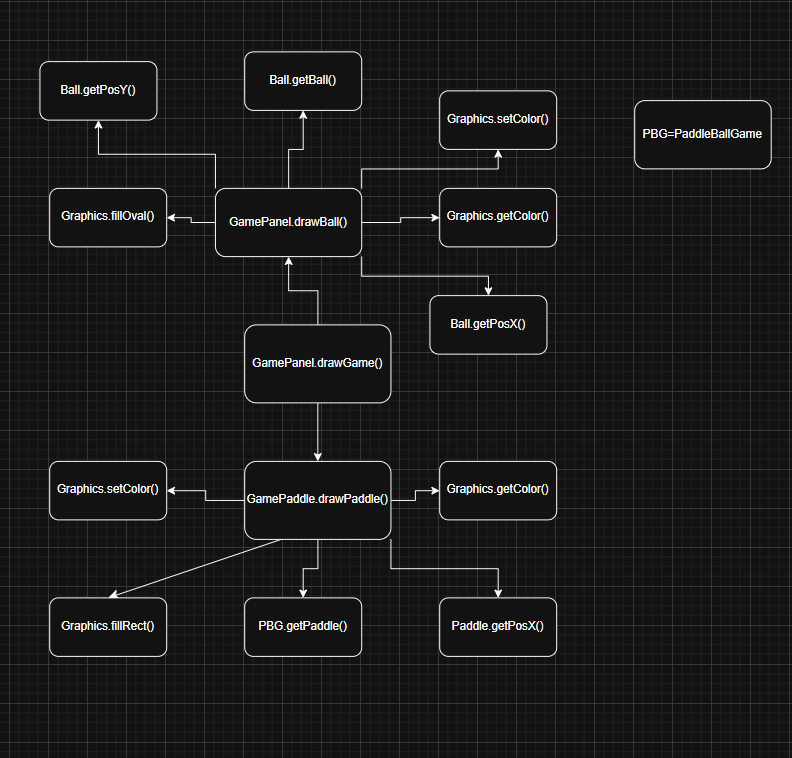 Ball.getBall()
Ball.getPosY()
Graphics.setColor()
PBG=PaddleBallGame
Graphics.fillOval()
GamePanel.drawBall()
Graphics.getColor()
Ball.getPosX()
GamePanel.drawGame()
Graphics.setColor()
GamePaddle.drawPaddle()
Graphics.getColor()
Graphics.fillRect()
PBG.getPaddle()
Paddle.getPosX()